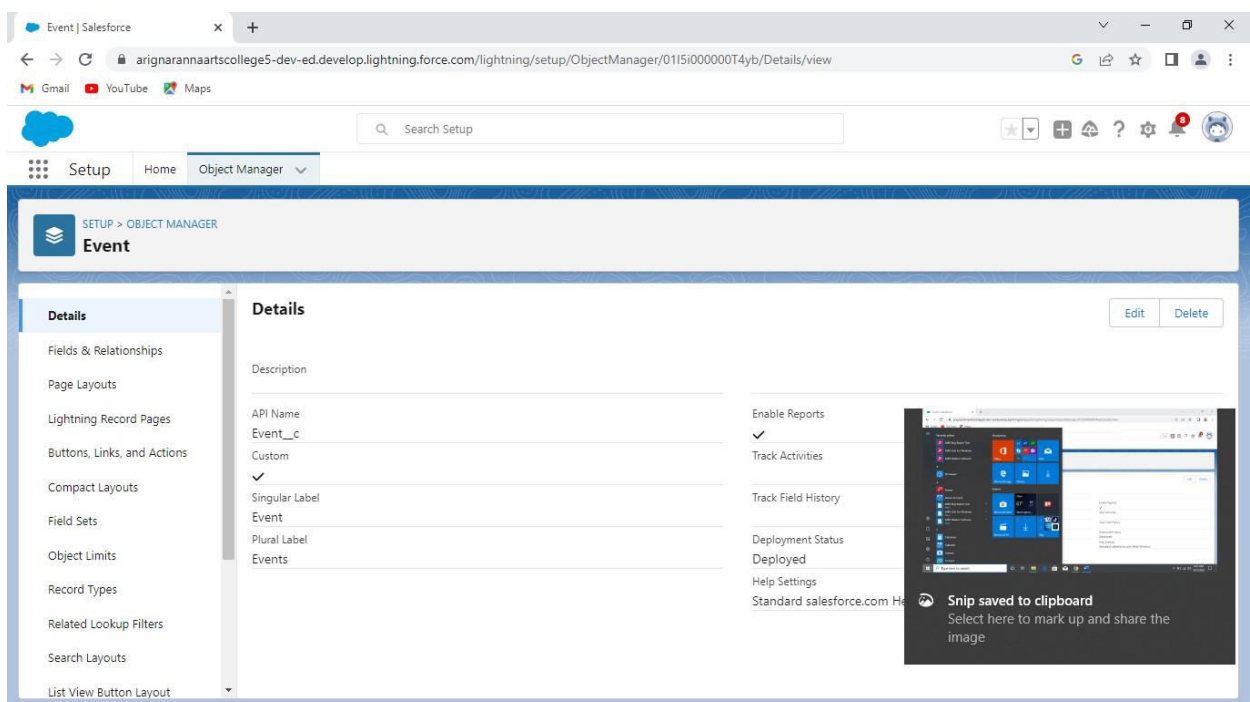 Event | Salesforce
arignarannaartscollege5-dev-ed.develop.lightning.force.com/lightning/setup/ObjectManager/01I5i000000T4yb/Details/view
Gmail YouTube Maps
Search Setup
8
Setup Home Object Manager
SETUP > OBJECT MANAGER
Event
Details
Fields & Relationships
Page Layouts
Lightning Record Pages
Buttons, Links, and Actions
Compact Layouts
Field Sets
Object Limits
Record Types
Related Lookup Filters
Search Layouts
List View Button Layout
Details
Edit Delete
Description
API Name
Event__c
Custom
Singular Label
Event
Plural Label
Events
Enable Reports
Track Activities
Track Field History
Deployment Status
Deployed
Help Settings
Standard salesforce.com He
Snip saved to clipboard
Select here to mark up and share the
image